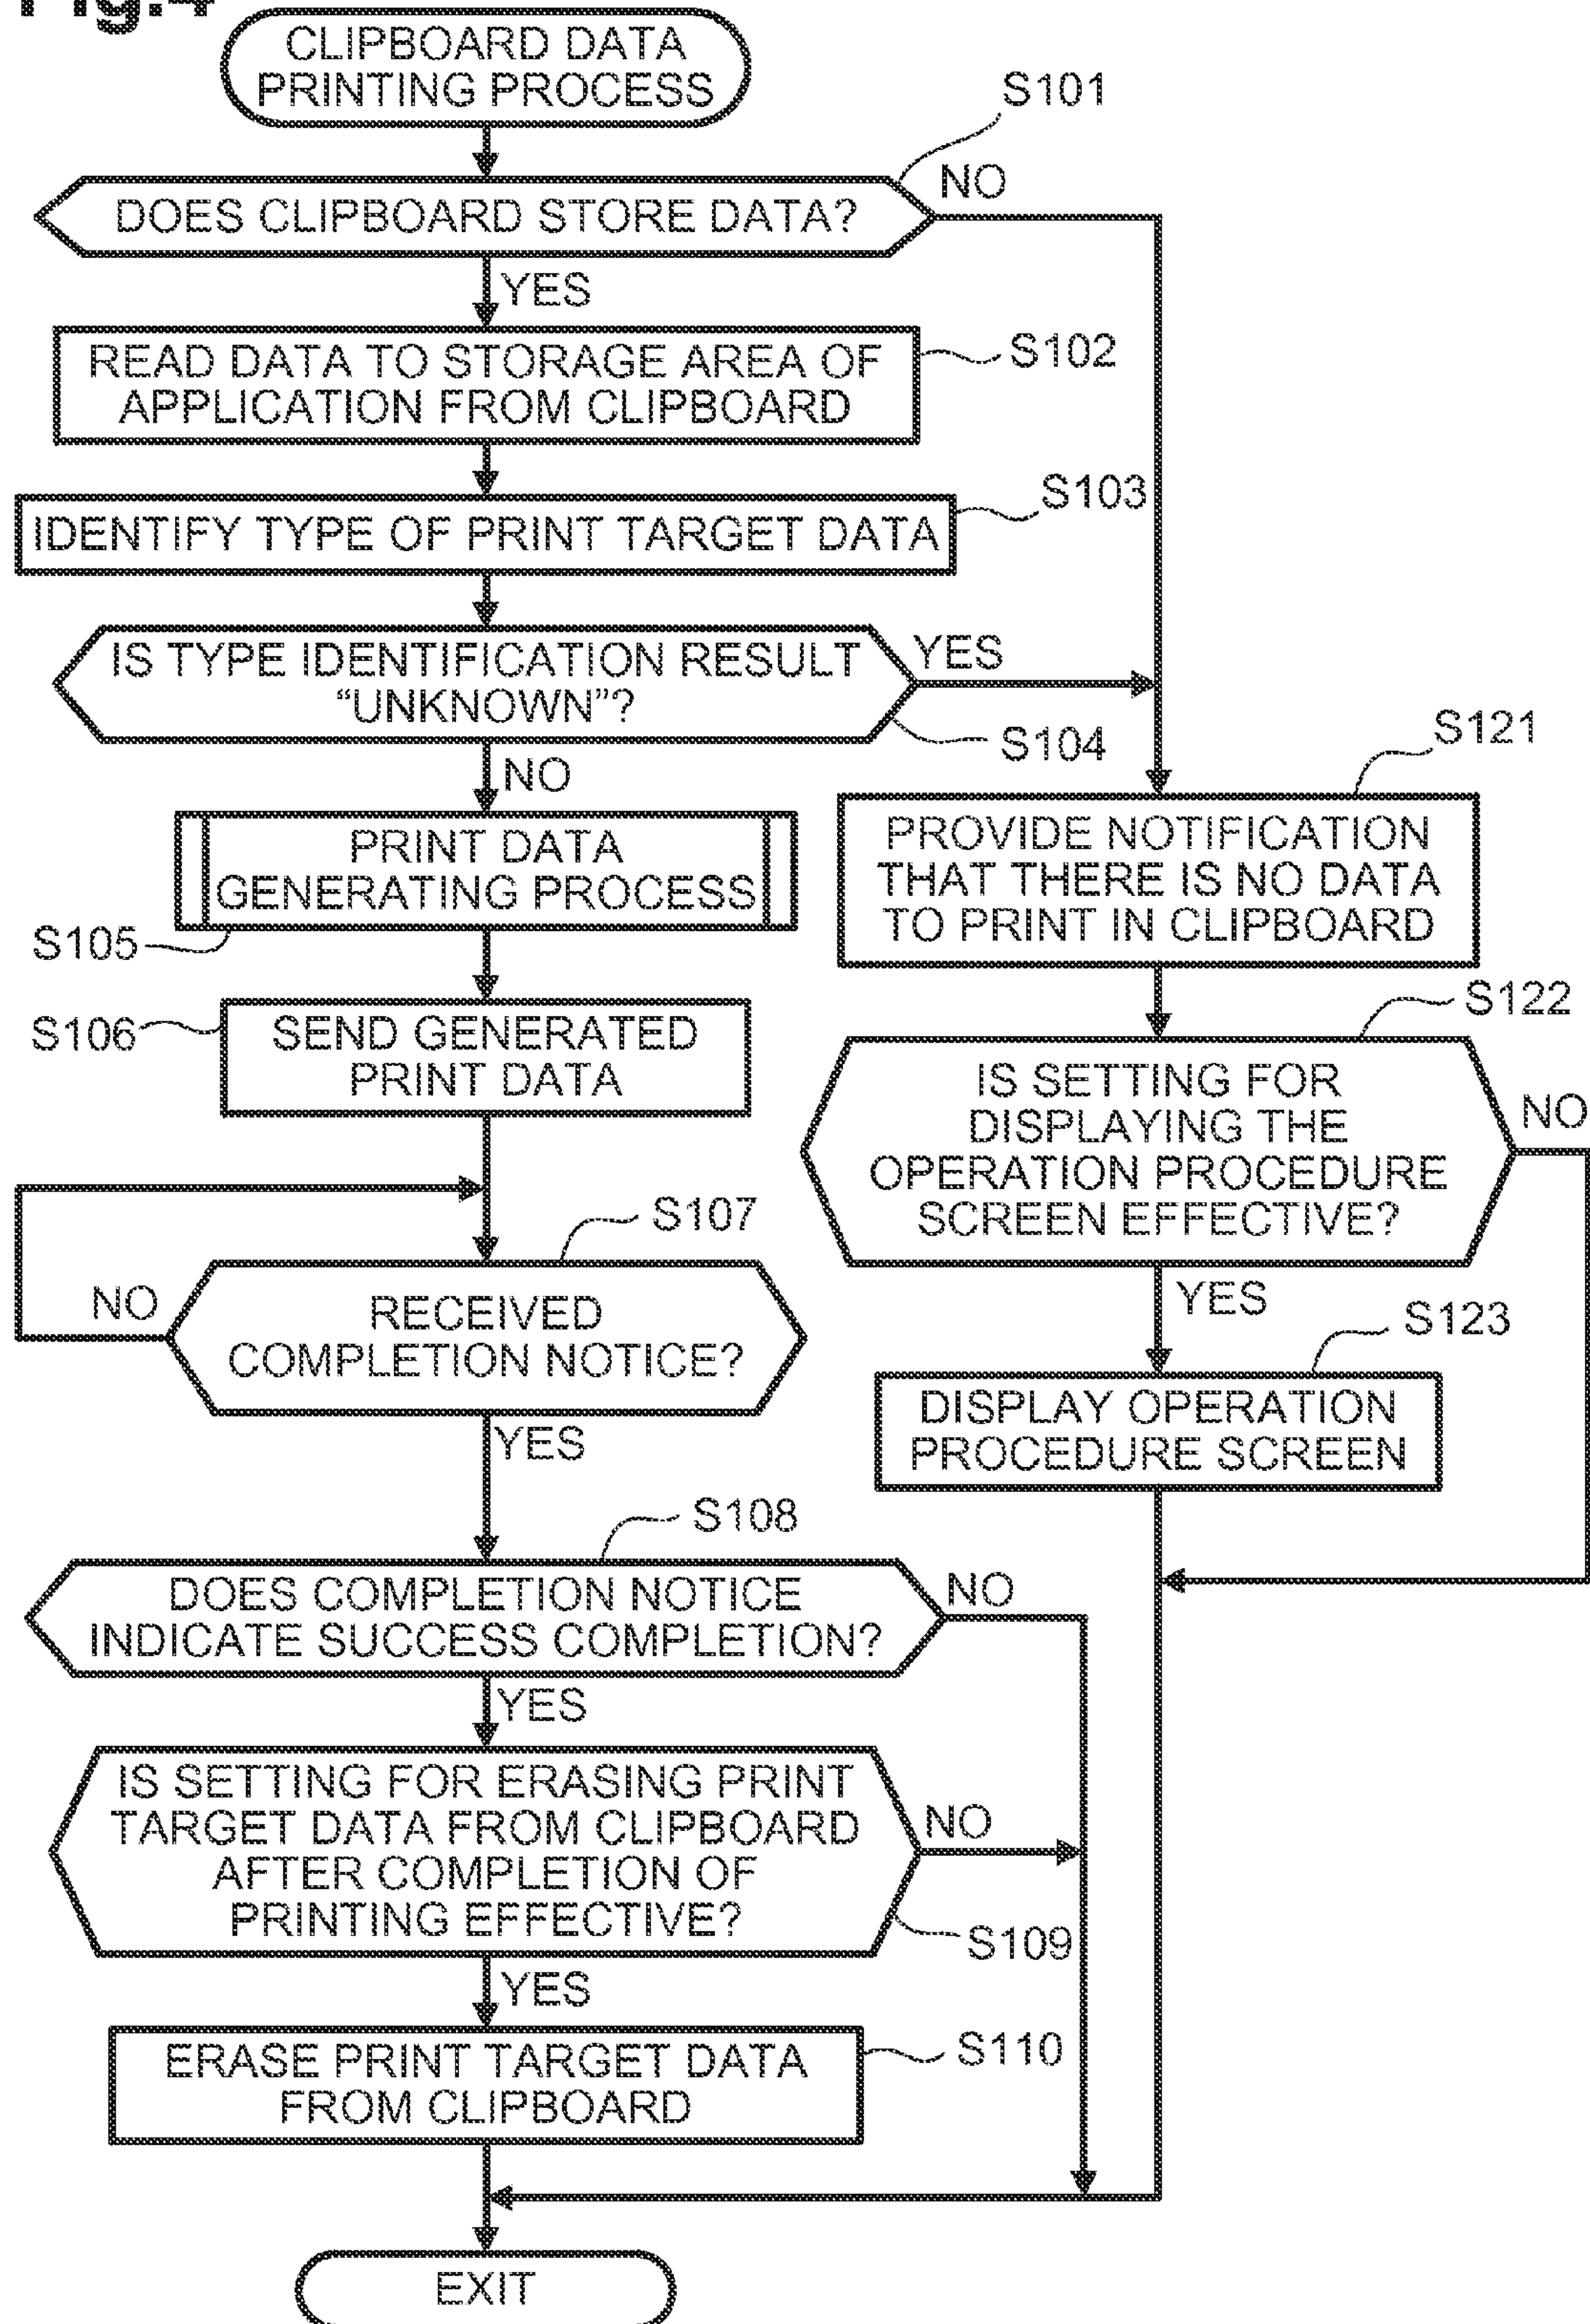 Fig.4
CLIPBOARD DATA
PRINTING PROCESS
S101
DOES CLIPBOARD STORE DATA?
NO
YES
READ DATA TO STORAGE AREA OF
APPLICATION FROM CLIPBOARD
S102
IDENTIFY TYPE OF PRINT TARGET DATA
S103
IS TYPE IDENTIFICATION RESULT
“UNKNOWN”?
YES
S104
NO
PRINT DATA
GENERATING PROCESS
S105
SEND GENERATED
PRINT DATA
S106
S107
RECEIVED
COMPLETION NOTICE?
NO
YES
S108
DOES COMPLETION NOTICE
INDICATE SUCCESS COMPLETION?
NO
YES
IS SETTING FOR ERASING PRINT
TARGET DATA FROM CLIPBOARD
AFTER COMPLETION OF
PRINTING EFFECTIVE?
NO
S109
YES
ERASE PRINT TARGET DATA
FROM CLIPBOARD
S110
S121
PROVIDE NOTIFICATION
THAT THERE IS NO DATA
TO PRINT IN CLIPBOARD
S122
IS SETTING FOR
DISPLAYING THE
OPERATION PROCEDURE
SCREEN EFFECTIVE?
NO
YES
S123
DISPLAY OPERATION
PROCEDURE SCREEN
EXIT